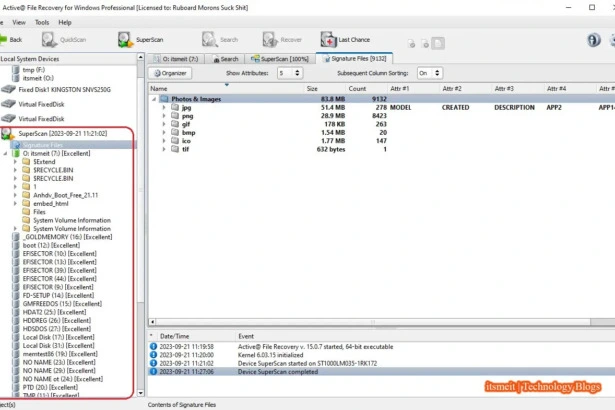 Active@ File Recovery for Windows Professional [Licensed to: Ruboard Morons Suck Shit]
View Tools Help
Back QuickScan SuperScan Search Recover Last Chance
Local System Devices
tmp (F:)
itsmeit (Z:)
Fixed Disk1 KINGSTON SNVS250G
Virtual FixedDisk
Virtual FixedDisk
SuperScan [2023-09-21 11:21:02]
Signature Files
O: itsmeit (7:) [Excellent]
$Extend
$RECYCLE.BIN
$RECYCLE.BIN
1
Anhdv_Boot_Free_21.11
embed_html
Files
System Volume Information
System Volume Information
_GOLDMEMORY (16:) [Excellent]
boot (12:) [Excellent]
EFISECTOR (10:) [Excellent]
EFISECTOR (13:) [Excellent]
EFISECTOR (39:) [Excellent]
EFISECTOR (44:) [Excellent]
EFISECTOR (9:) [Excellent]
FD-SETUP (14:) [Excellent]
GMFREEDOS (15:) [Excellent]
HDAT2 (25:) [Excellent]
HDDREG (26:) [Excellent]
HDSDOS (27:) [Excellent]
Local Disk (17:) [Excellent]
Local Disk (31:) [Excellent]
memtest86 (19:) [Excellent]
NO NAME (23:) [Excellent]
NO NAME (29:) [Excellent]
NO NAME ot (24:) [Excellent]
PTD (20:) [Excellent]
TMP (11:) [Excellent]
O: itsmeit (7:) Search SuperScan [100%] Signature Files [9132]
Organizer Show Attributes: 5 Subsequent Column Sorting: On
Name Size Count Attr #1 Attr #2 Attr #3 Attr #4 Attr #
Photos & Images 83.8 MB 9132
jpg 51.4 MB 278 MODEL CREATED DESCRIPTION APP2 APP14
png 28.9 MB 8423
gif 178 KB 263
bmp 1.54 MB 20
ico 1.77 MB 147
tif 632 bytes 1
Date/Time Event
2023-09-21 11:19:58 Active@ File Recovery v. 15.0.7 started, 64-bit executable
2023-09-21 11:20:00 Kernel 6.03.15 initialized
2023-09-21 11:21:02 Device SuperScan started on ST1000LM035-1RK172
2023-09-21 11:27:06 Device SuperScan completed
itsmeit | Technology Blogs
Contents of Signature Files